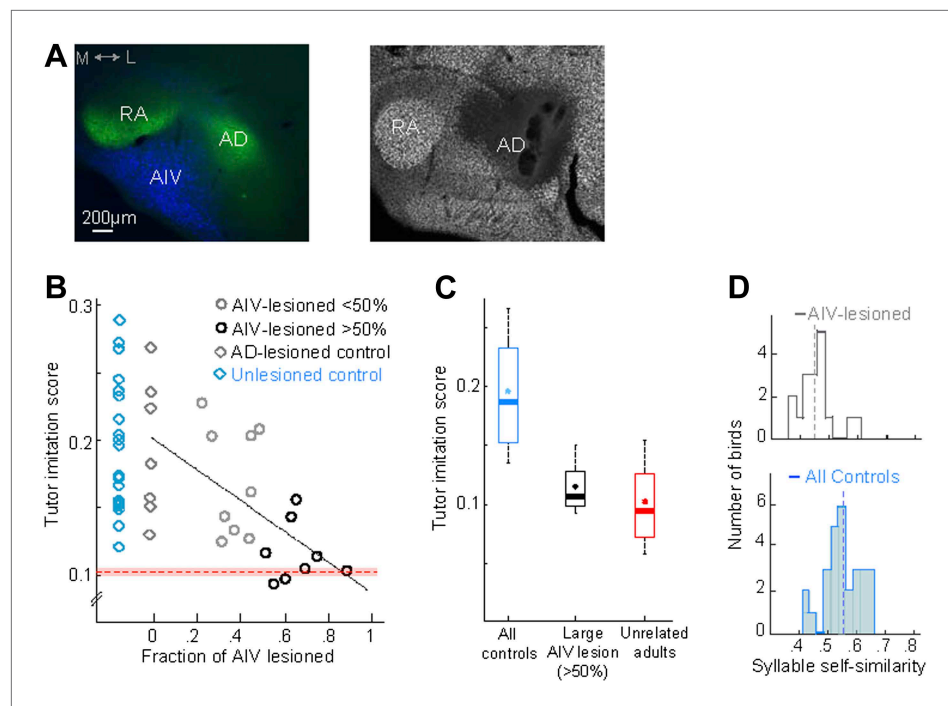 A
M ↔ L
RA
AD
AIV
200µm
RA
AD
B
Tutor imitation score
0.3
0.2
0.1
0 .2 .4 .6 .8 1
Fraction of AIV lesioned
AIV-lesioned <50%
AIV-lesioned >50%
AD-lesioned control
Unlesioned control
C
Tutor imitation score
0.2
0.1
All
controls
Large
AIV lesion
(>50%)
Unrelated
adults
D
AIV-lesioned
4
2
0
Number of birds
All Controls
6
4
2
0
.4 .5 .6 .7 .8
Syllable self-similarity